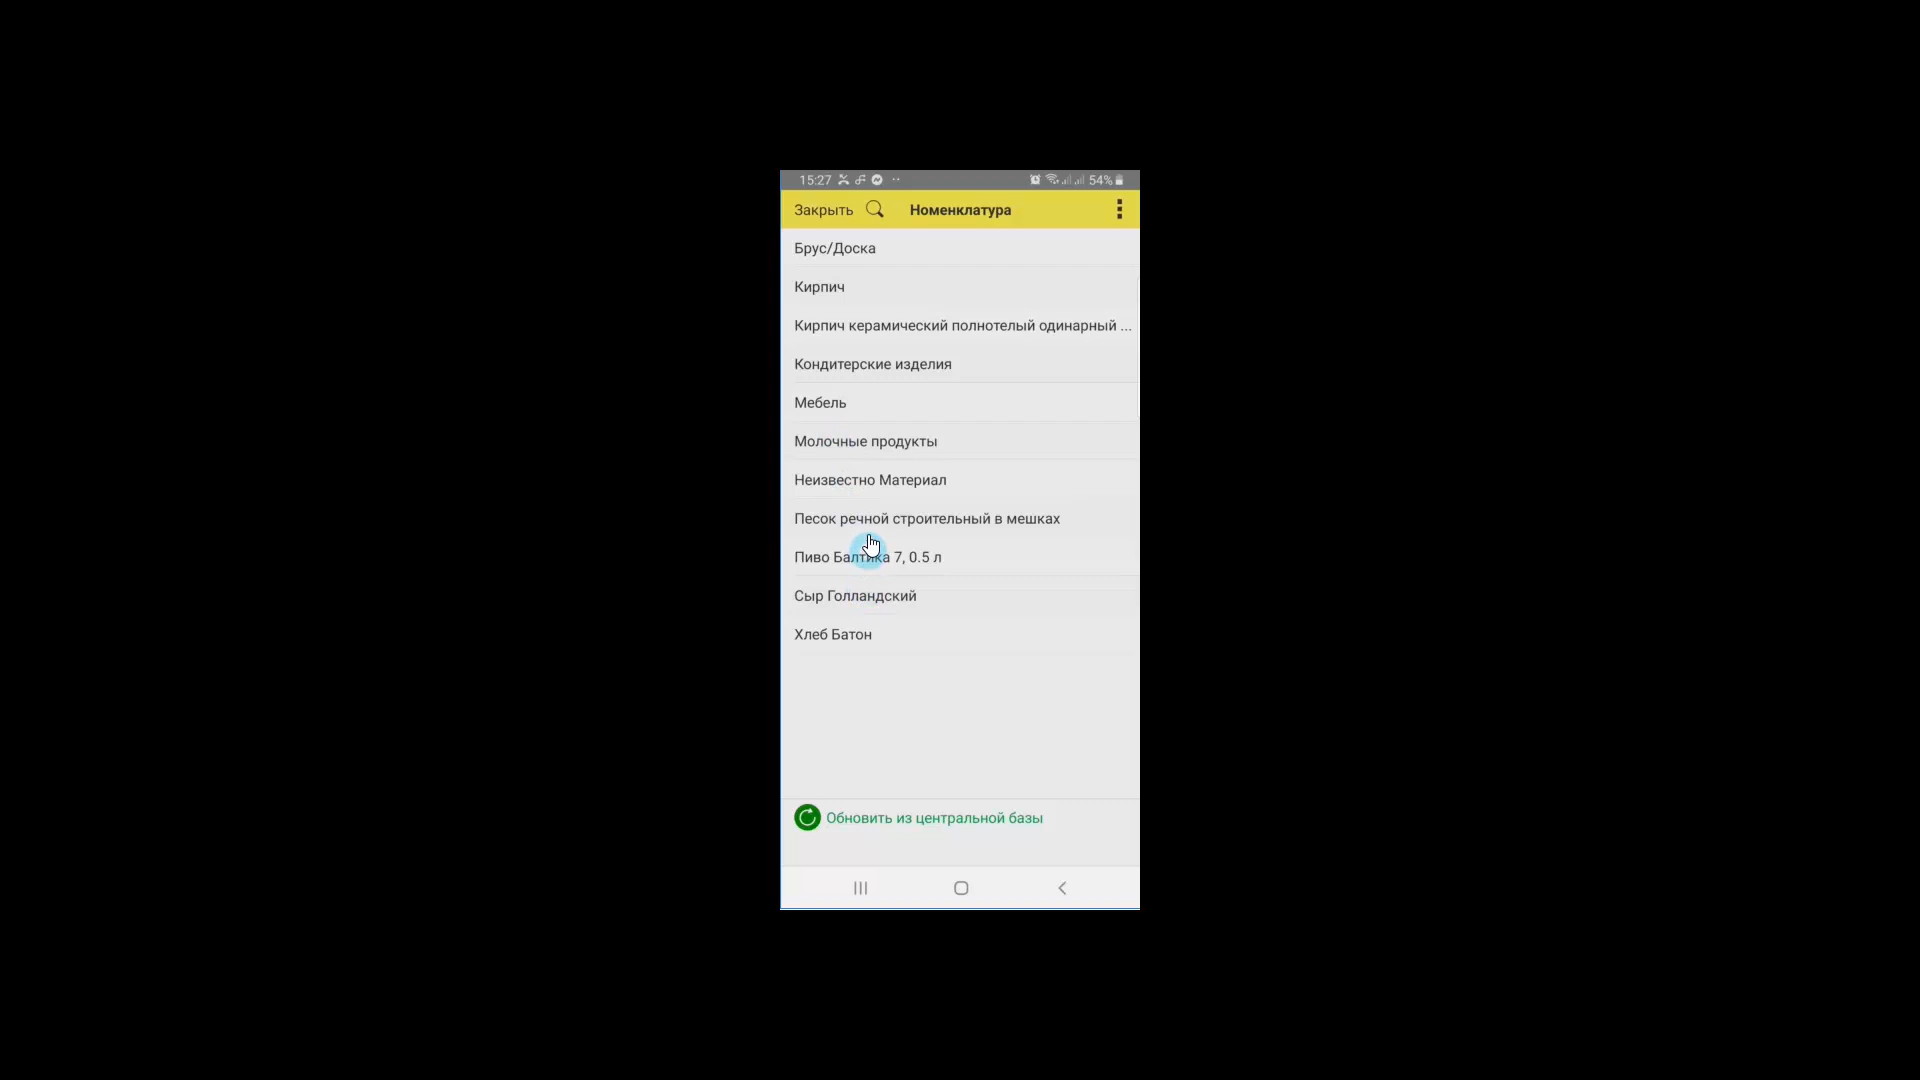 15:27 54%
Закрыть Номенклатура
Брус/Доска
Кирпич
Кирпич керамический полнотелый одинарный ...
Кондитерские изделия
Мебель
Молочные продукты
Неизвестно Материал
Песок речной строительный в мешках
Пиво Балтика 7, 0.5 л
Сыр Голландский
Хлеб Батон
Обновить из центральной базы